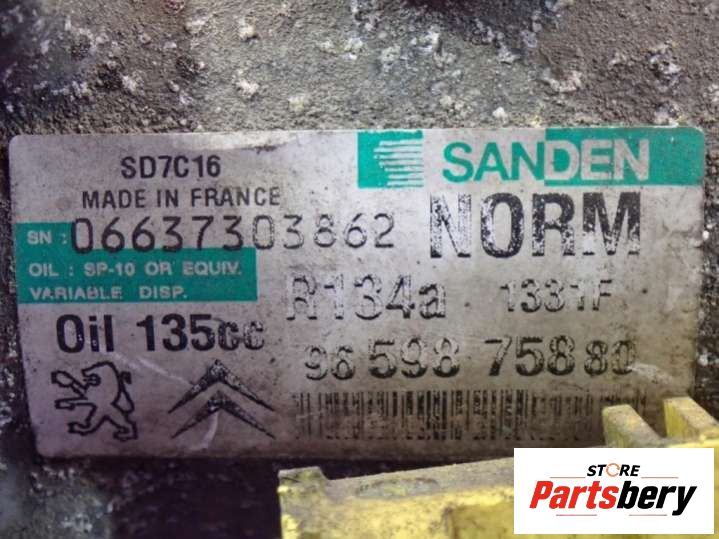 SD7C16
SANDEN
MADE IN FRANCE
SN : 06637303862
NORM
OIL : SP-10 OR EQUIV.
VARIABLE DISP.
R134a 1331F
Oil 135cc
96 598 758 80
STORE
Partsbery